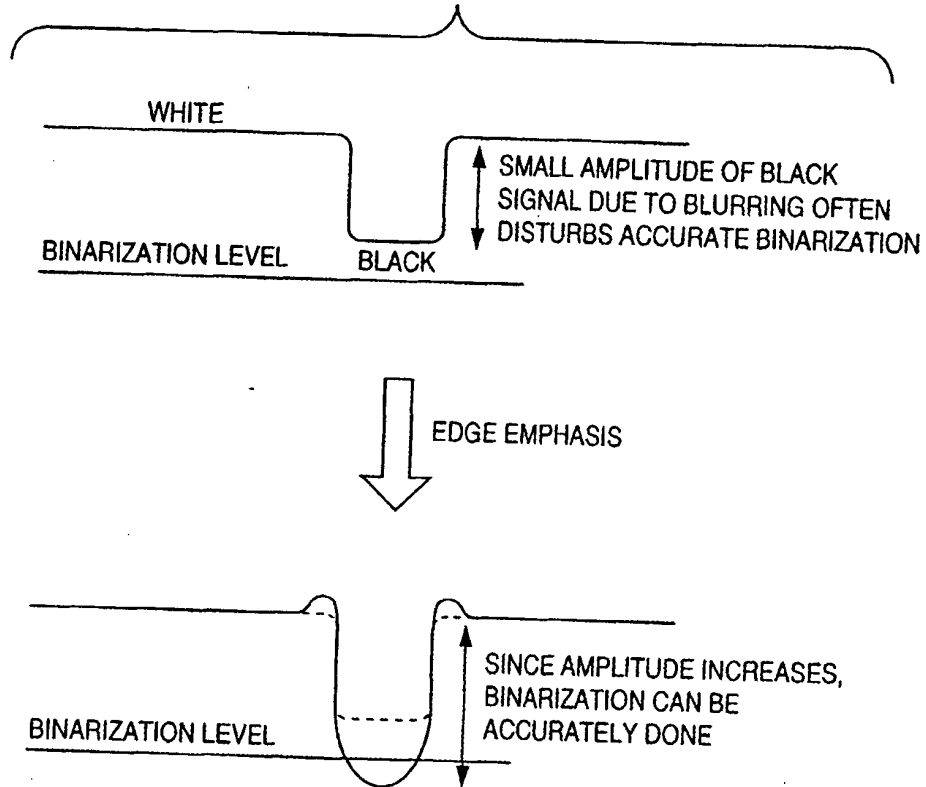 WHITE
SMALL AMPLITUDE OF BLACK
SIGNAL DUE TO BLURRING OFTEN
DISTURBS ACCURATE BINARIZATION
BINARIZATION LEVEL
BLACK
EDGE EMPHASIS
SINCE AMPLITUDE INCREASES,
BINARIZATION CAN BE
ACCURATELY DONE
BINARIZATION LEVEL